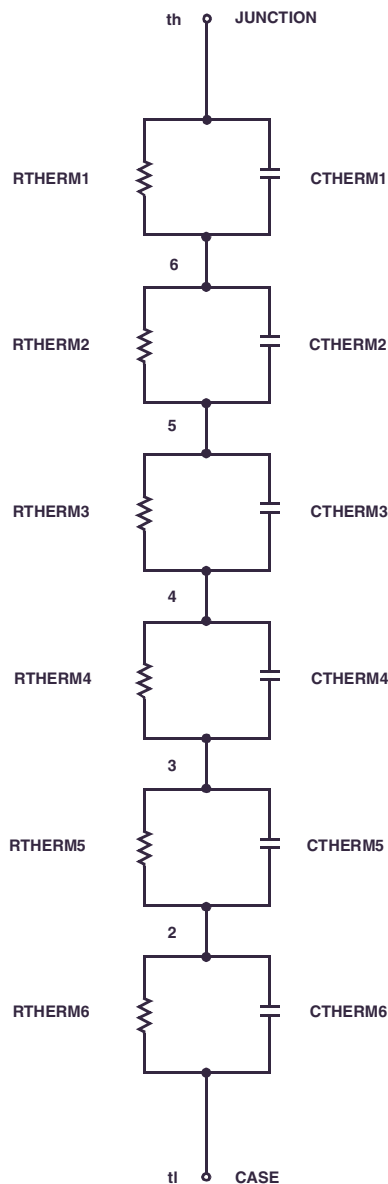 th JUNCTION
RTHERM1 CTHERM1
6
RTHERM2 CTHERM2
5
RTHERM3 CTHERM3
4
RTHERM4 CTHERM4
3
RTHERM5 CTHERM5
2
RTHERM6 CTHERM6
tl CASE